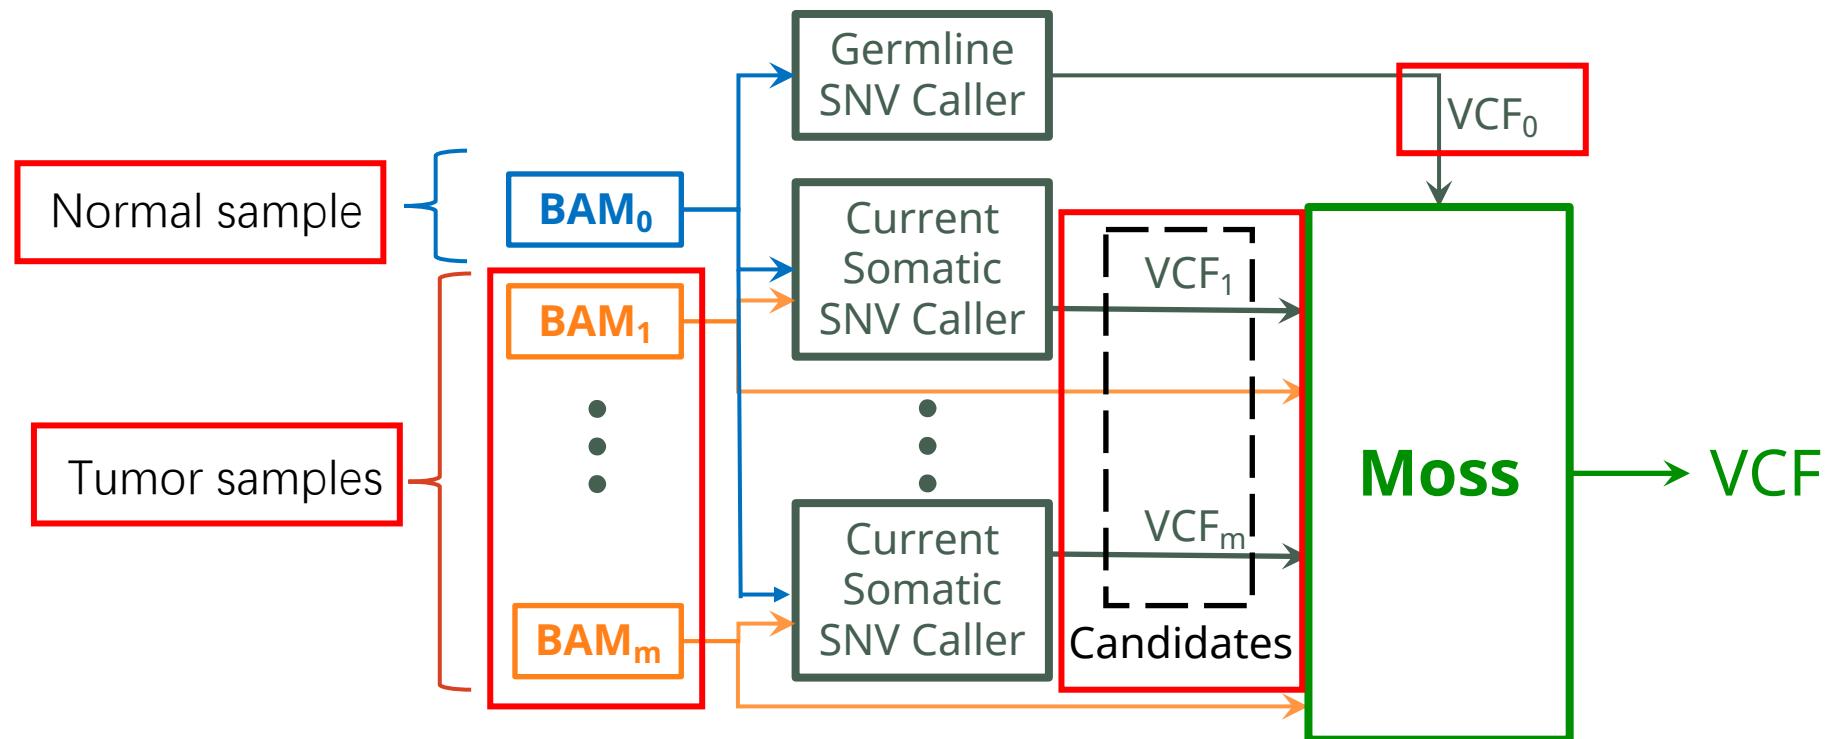 Germline
SNV Caller
VCF₀
Normal sample
BAM₀
Current
Somatic
SNV Caller
VCF₁
BAM₁
Tumor samples
Moss
VCF
Current
Somatic
SNV Caller
VCFₘ
BAMₘ
Candidates